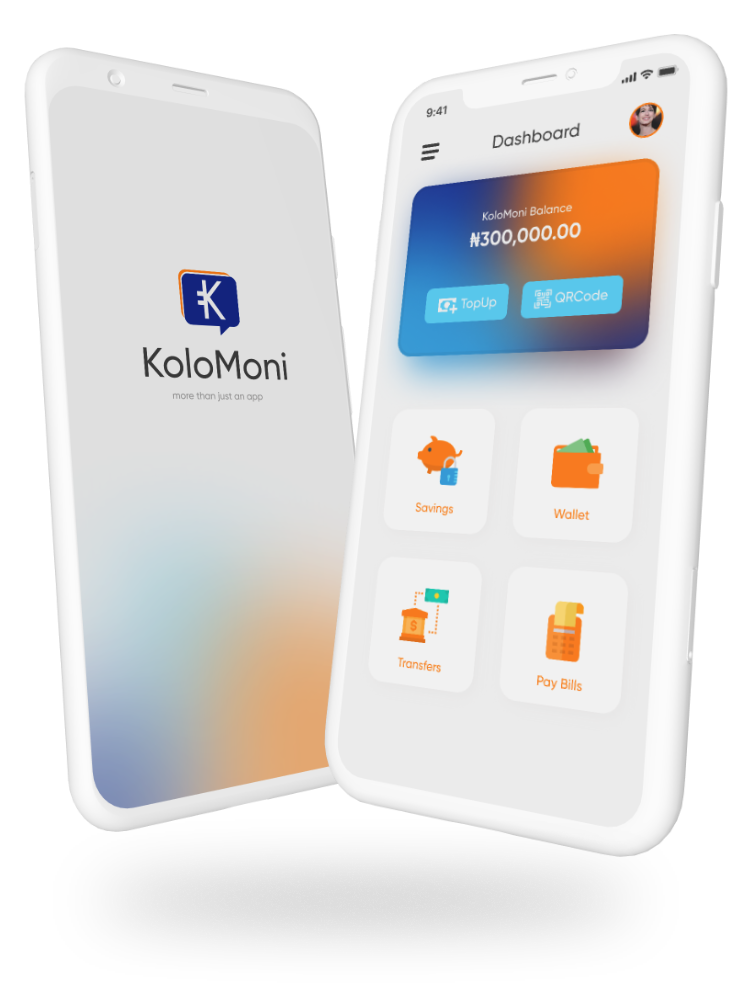 KoloMoni
more than just an app
9:41
Dashboard
KoloMoni Balance
₦300,000.00
TopUp
QRCode
Savings
Wallet
Transfers
Pay Bills